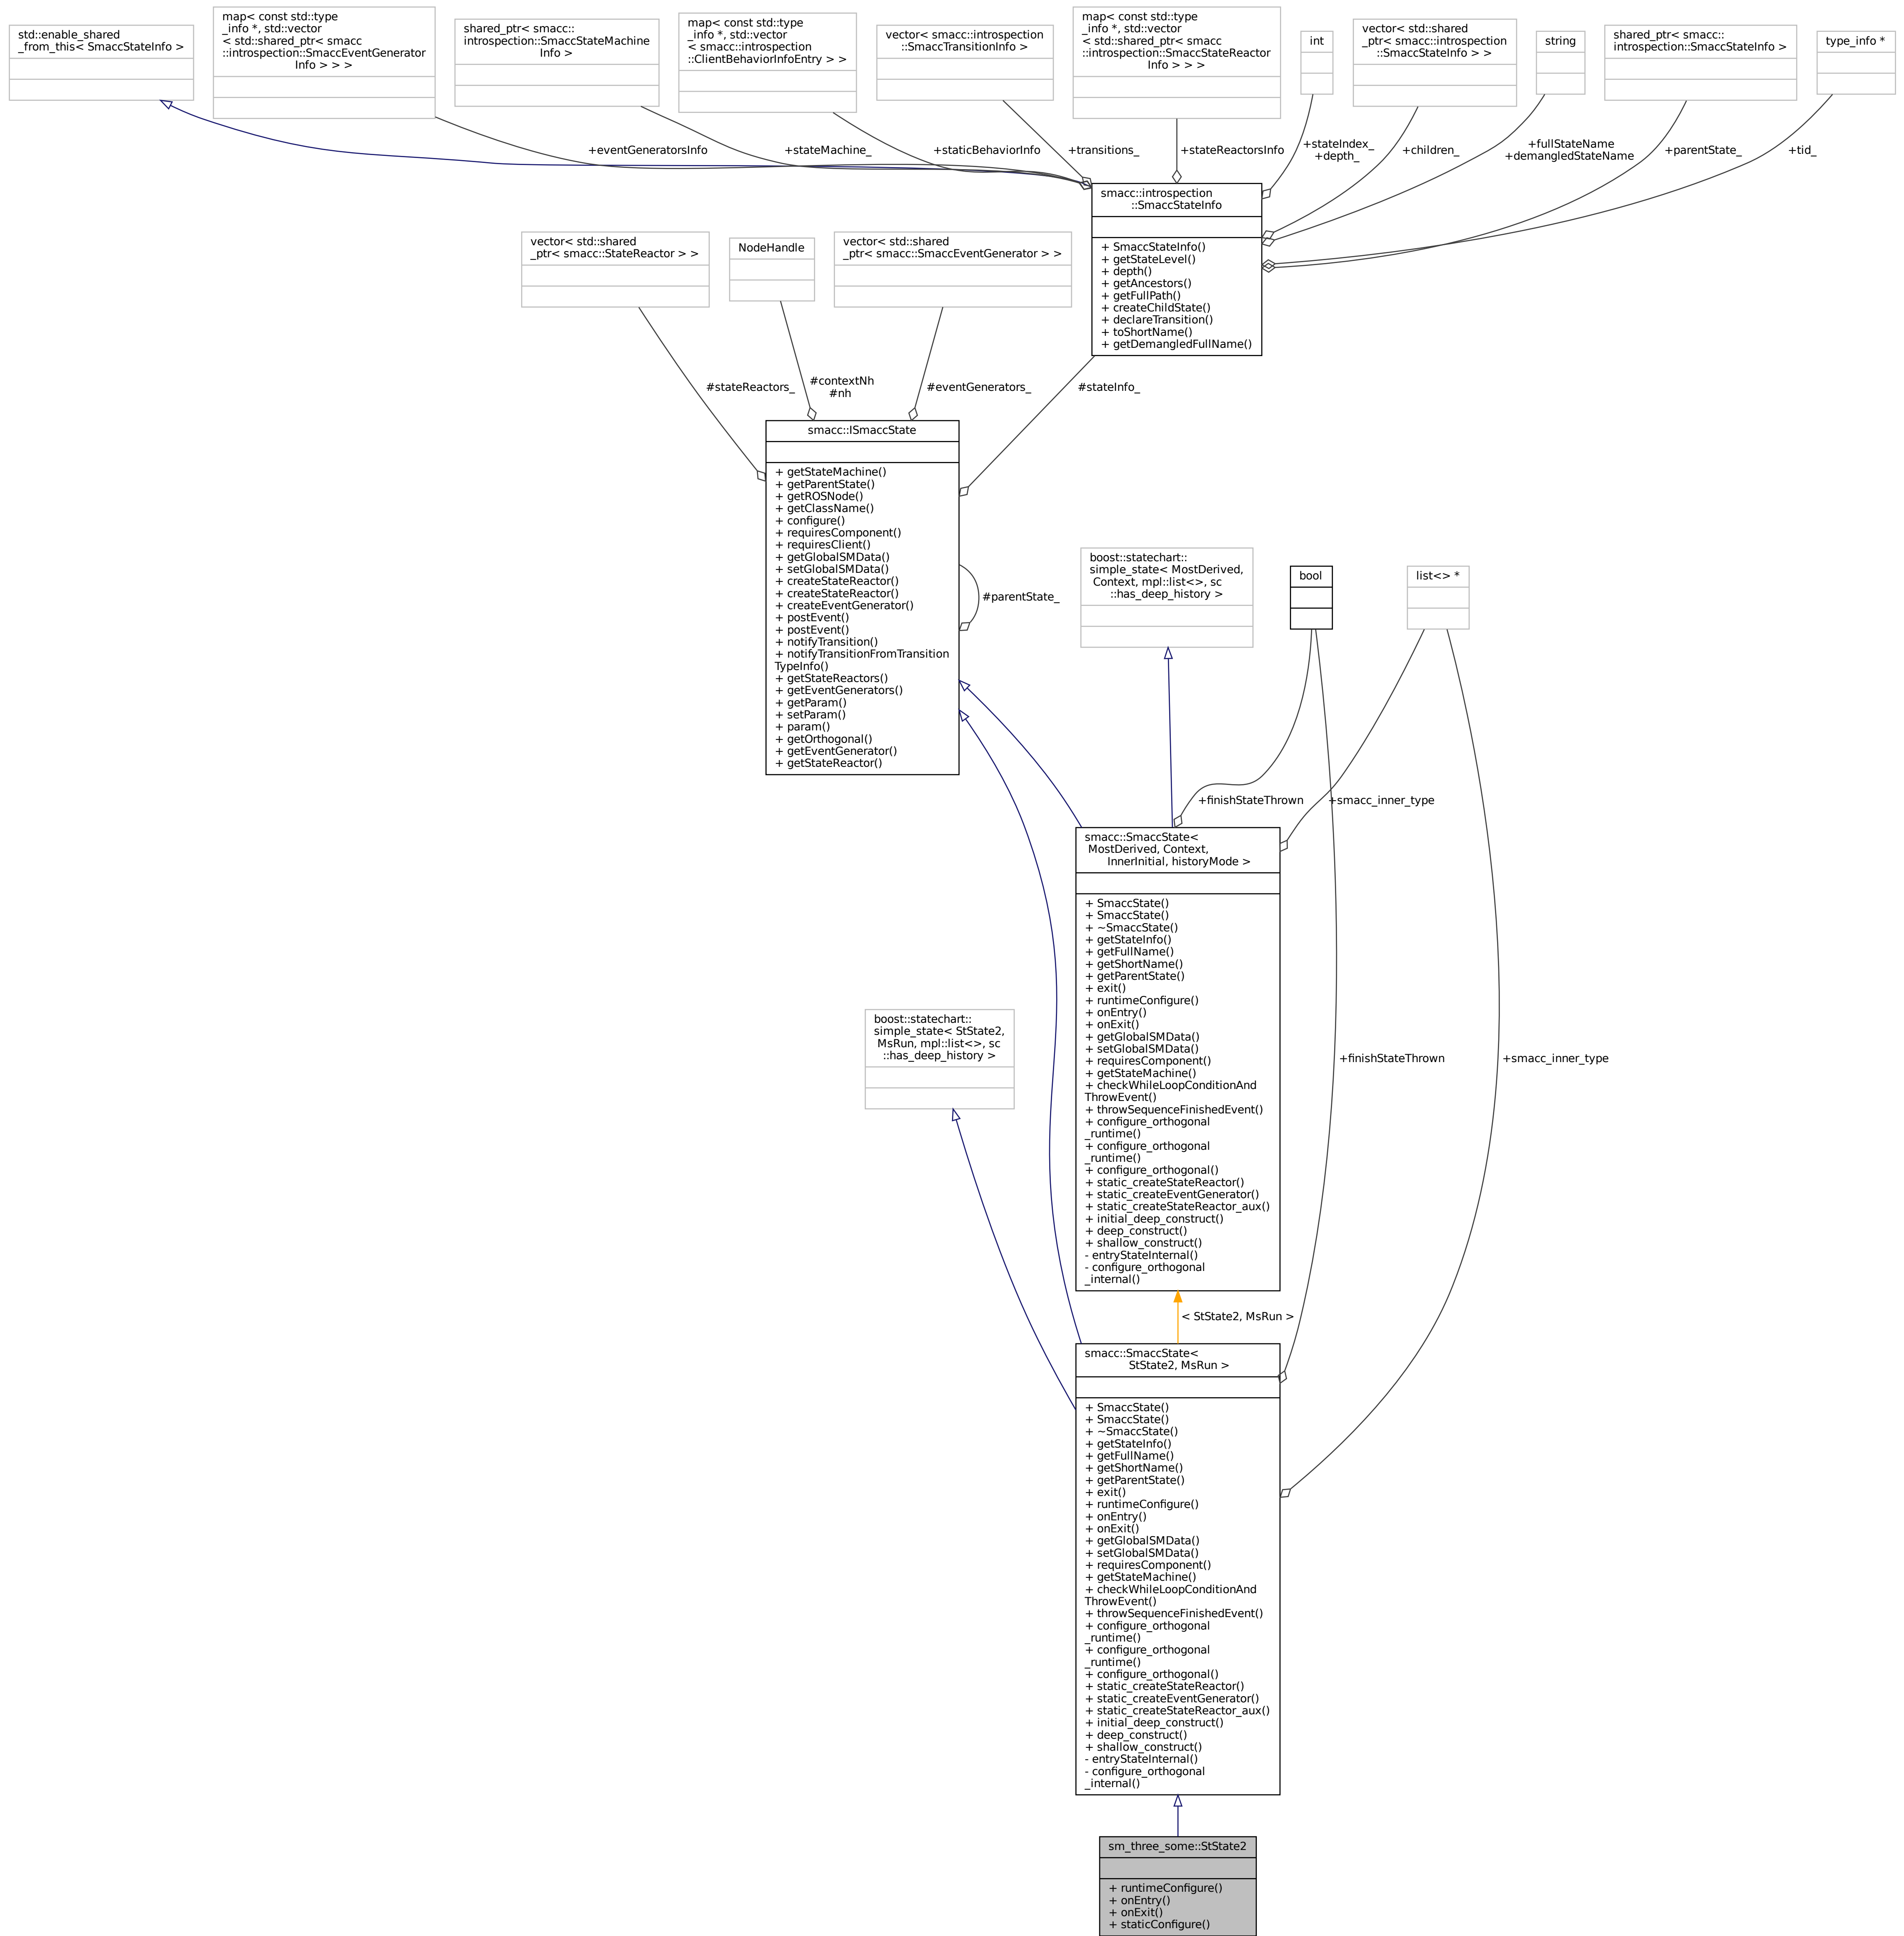 std::enable_shared
_from_this< SmaccStateInfo >
map< const std::type
_info *, std::vector
< std::shared_ptr< smacc
::introspection::SmaccEventGenerator
Info > > >
shared_ptr< smacc::
introspection::SmaccStateMachine
Info >
map< const std::type
_info *, std::vector
< smacc::introspection
::ClientBehaviorInfoEntry > >
vector< smacc::introspection
::SmaccTransitionInfo >
map< const std::type
_info *, std::vector
< std::shared_ptr< smacc
::introspection::SmaccStateReactor
Info > > >
int
vector< std::shared
_ptr< smacc::introspection
::SmaccStateInfo > >
string
shared_ptr< smacc::
introspection::SmaccStateInfo >
type_info *
+eventGeneratorsInfo
+stateMachine_
+staticBehaviorInfo
+transitions_
+stateReactorsInfo
+stateIndex_
+depth_
+children_
+fullStateName
+demangledStateName
+parentState_
+tid_
smacc::introspection
::SmaccStateInfo
+ SmaccStateInfo()
+ getStateLevel()
+ depth()
+ getAncestors()
+ getFullPath()
+ createChildState()
+ declareTransition()
+ toShortName()
+ getDemangledFullName()
vector< std::shared
_ptr< smacc::StateReactor > >
NodeHandle
vector< std::shared
_ptr< smacc::SmaccEventGenerator > >
#stateReactors_
#contextNh
#nh
#eventGenerators_
#stateInfo_
smacc::ISmaccState
+ getStateMachine()
+ getParentState()
+ getROSNode()
+ getClassName()
+ configure()
+ requiresComponent()
+ requiresClient()
+ getGlobalSMData()
+ setGlobalSMData()
+ createStateReactor()
+ createStateReactor()
+ createEventGenerator()
+ postEvent()
+ postEvent()
+ notifyTransition()
+ notifyTransitionFromTransition
TypeInfo()
+ getStateReactors()
+ getEventGenerators()
+ getParam()
+ setParam()
+ param()
+ getOrthogonal()
+ getEventGenerator()
+ getStateReactor()
#parentState_
boost::statechart::
simple_state< MostDerived,
Context, mpl::list<>, sc
::has_deep_history >
bool
list<> *
+finishStateThrown
+smacc_inner_type
smacc::SmaccState<
MostDerived, Context,
InnerInitial, historyMode >
+ SmaccState()
+ SmaccState()
+ ~SmaccState()
+ getStateInfo()
+ getFullName()
+ getShortName()
+ getParentState()
+ exit()
+ runtimeConfigure()
+ onEntry()
+ onExit()
+ getGlobalSMData()
+ setGlobalSMData()
+ requiresComponent()
+ getStateMachine()
+ checkWhileLoopConditionAnd
ThrowEvent()
+ throwSequenceFinishedEvent()
+ configure_orthogonal
_runtime()
+ configure_orthogonal
_runtime()
+ configure_orthogonal()
+ static_createStateReactor()
+ static_createEventGenerator()
+ static_createStateReactor_aux()
+ initial_deep_construct()
+ deep_construct()
+ shallow_construct()
- entryStateInternal()
- configure_orthogonal
_internal()
boost::statechart::
simple_state< StState2,
MsRun, mpl::list<>, sc
::has_deep_history >
+finishStateThrown
+smacc_inner_type
< StState2, MsRun >
smacc::SmaccState<
StState2, MsRun >
+ SmaccState()
+ SmaccState()
+ ~SmaccState()
+ getStateInfo()
+ getFullName()
+ getShortName()
+ getParentState()
+ exit()
+ runtimeConfigure()
+ onEntry()
+ onExit()
+ getGlobalSMData()
+ setGlobalSMData()
+ requiresComponent()
+ getStateMachine()
+ checkWhileLoopConditionAnd
ThrowEvent()
+ throwSequenceFinishedEvent()
+ configure_orthogonal
_runtime()
+ configure_orthogonal
_runtime()
+ configure_orthogonal()
+ static_createStateReactor()
+ static_createEventGenerator()
+ static_createStateReactor_aux()
+ initial_deep_construct()
+ deep_construct()
+ shallow_construct()
- entryStateInternal()
- configure_orthogonal
_internal()
sm_three_some::StState2
+ runtimeConfigure()
+ onEntry()
+ onExit()
+ staticConfigure()